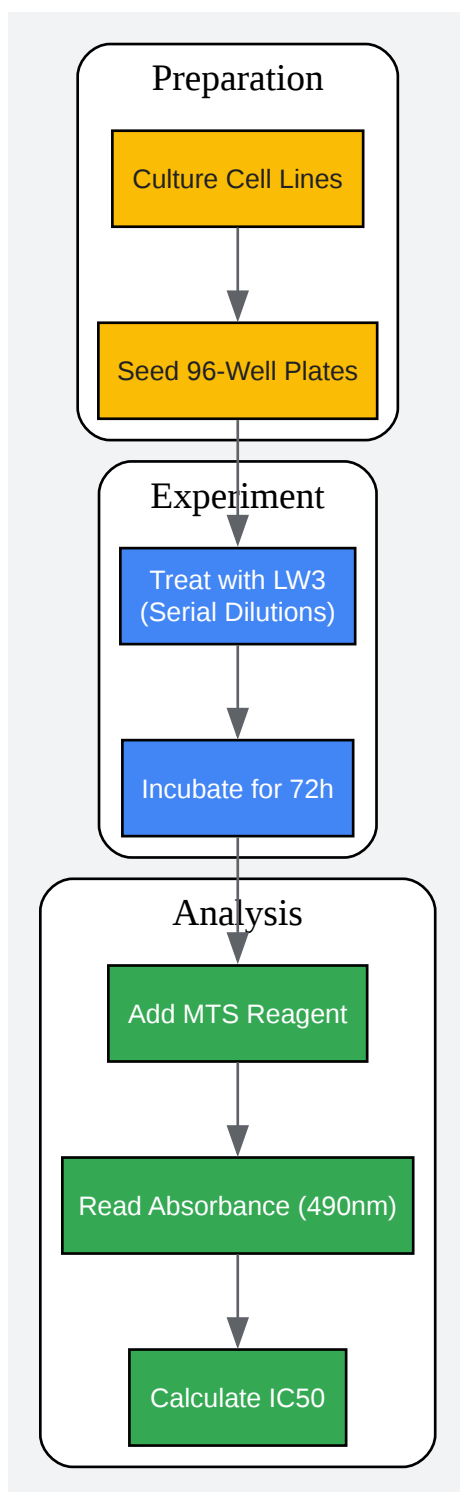 Preparation
Culture Cell Lines
Seed 96-Well Plates
Experiment
Treat with LW3
(Serial Dilutions)
Incubate for 72h
Analysis
Add MTS Reagent
Read Absorbance (490nm)
Calculate IC50